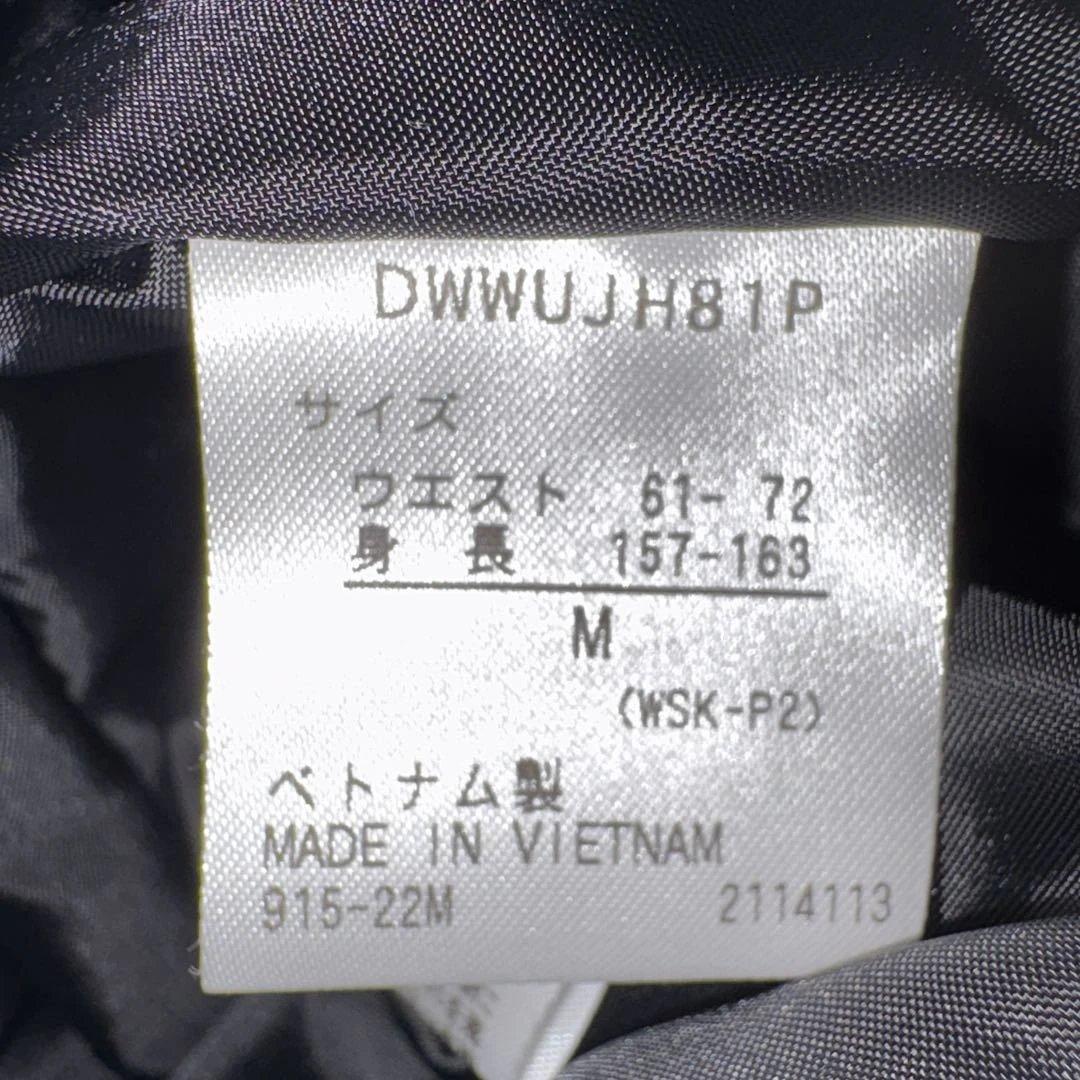 DWWUJH81P
サイズ
ウエスト 61- 72
身 長 157-163
M
(WSK-P2)
ベトナム製
MADE IN VIETNAM
915-22M 2114113